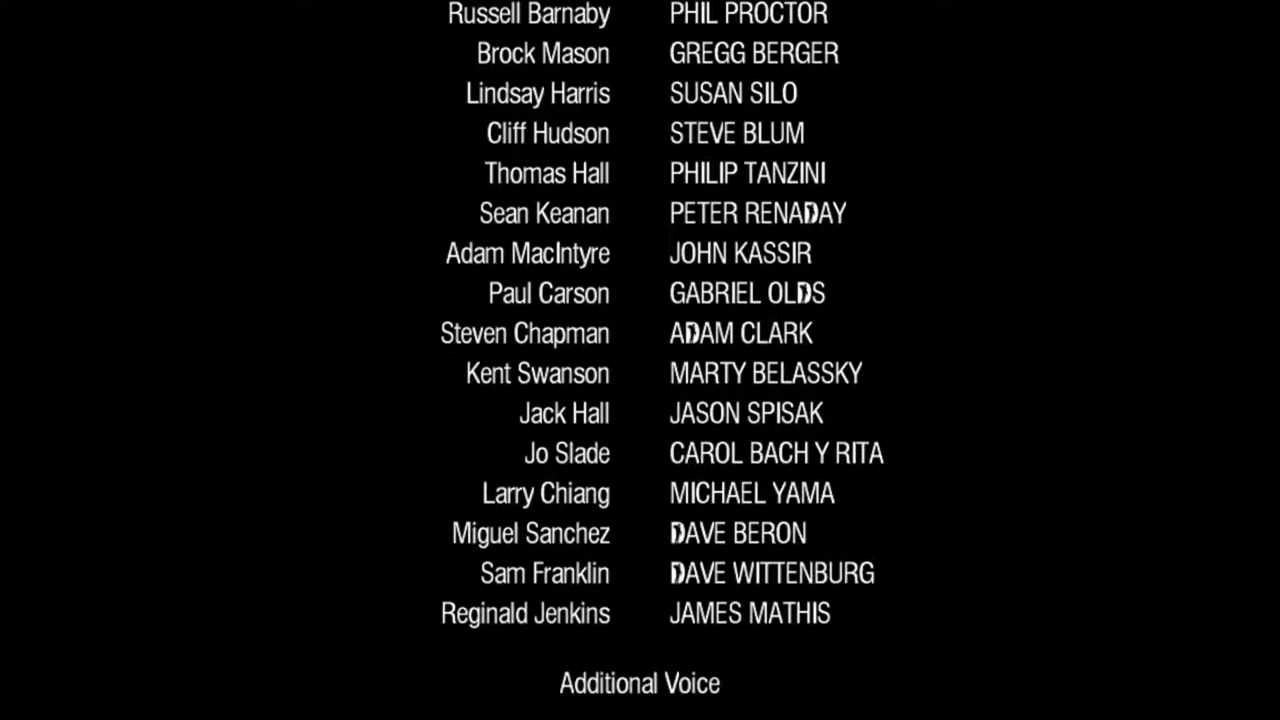 Russell Barnaby PHIL PROCTOR
Brock Mason GREGG BERGER
Lindsay Harris SUSAN SILO
Cliff Hudson STEVE BLUM
Thomas Hall PHILIP TANZINI
Sean Keanan PETER RENADAY
Adam MacIntyre JOHN KASSIR
Paul Carson GABRIEL OLDS
Steven Chapman ADAM CLARK
Kent Swanson MARTY BELASSKY
Jack Hall JASON SPISAK
Jo Slade CAROL BACH Y RITA
Larry Chiang MICHAEL YAMA
Miguel Sanchez DAVE BERON
Sam Franklin DAVE WITTENBURG
Reginald Jenkins JAMES MATHIS
Additional Voice